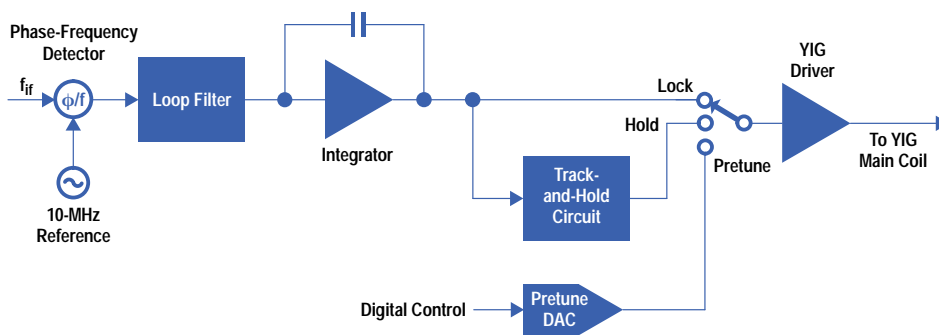 Phase-Frequency
Detector
f_if
ϕ/f
10-MHz
Reference
Loop Filter
Integrator
Track-
and-Hold
Circuit
Digital Control
Pretune
DAC
Lock
Hold
Pretune
YIG
Driver
To YIG
Main Coil